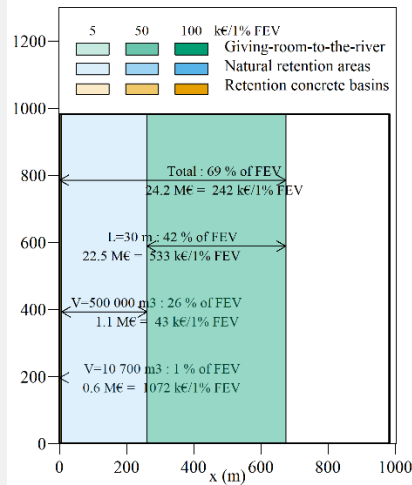 5 50 100 k€/1% FEV
Giving-room-to-the-river
Natural retention areas
Retention concrete basins
1200
1000
800
600
400
200
0
Total : 69 % of FEV
24.2 M€ = 242 k€/1% FEV
L=30 m : 42 % of FEV
22.5 M€ = 533 k€/1% FEV
V=500 000 m3 : 26 % of FEV
1.1 M€ = 43 k€/1% FEV
V=10 700 m3 : 1 % of FEV
0.6 M€ = 1072 k€/1% FEV
0 200 400 600 800 1000
x (m)